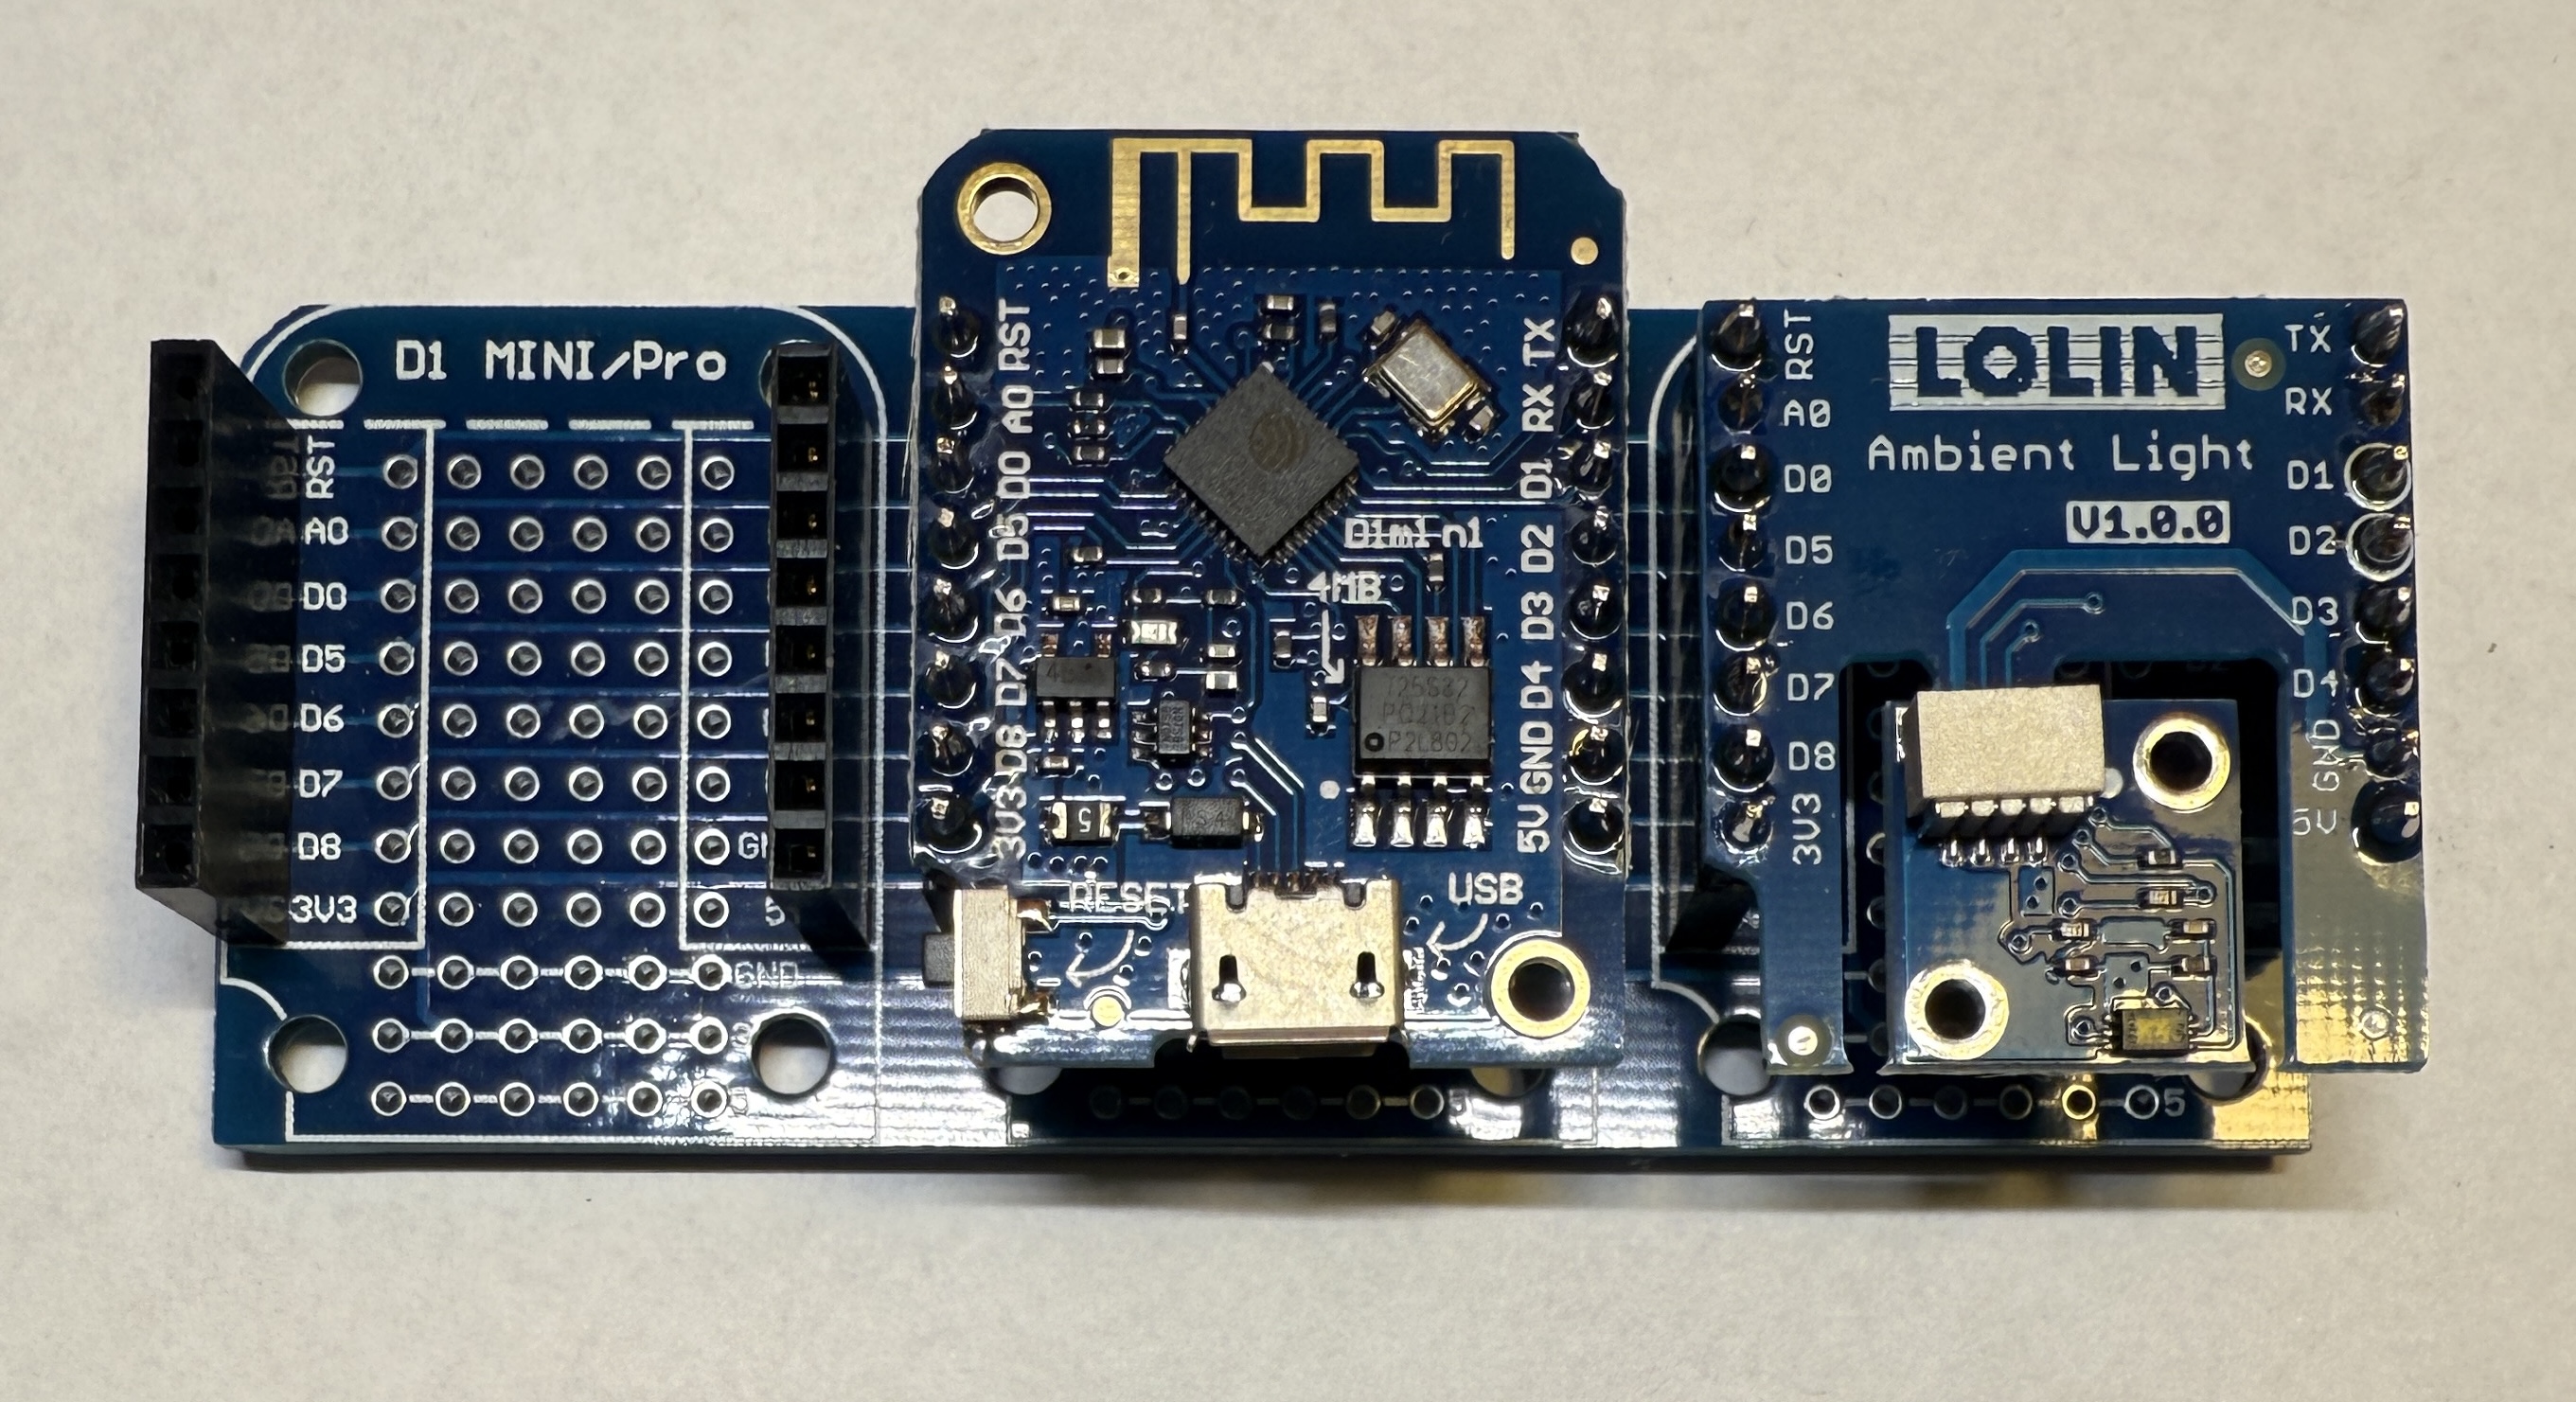 D1 MINI/Pro
RST
A0
D0
D5
D6
D7
D8
3V3
GND
RST
A0
D0
D5
D6
D7
D8
3V3
TX
RX
D1
D2
D3
D4
GND
5V
4MB
RESET
USB
LOLIN
Ambient Light
V1.0.0
RST
A0
D0
D5
D6
D7
D8
3V3
TX
RX
D1
D2
D3
D4
GND
5V